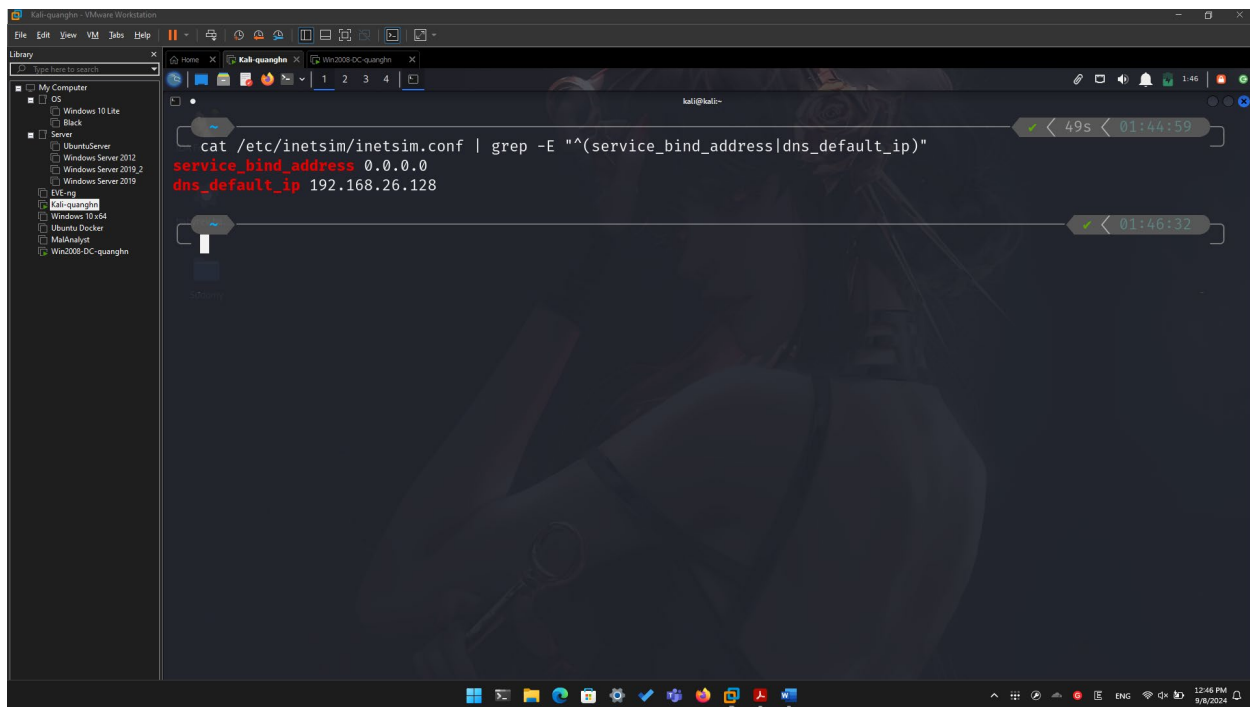 Kali-quanghn - VMware Workstation
File Edit View VM Tabs Help
Library
Type here to search
My Computer
OS
Windows 10 Lite
Black
Server
UbuntuServer
Windows Server 2012
Windows Server 2019_2
Windows Server 2019
EVE-ng
Kali-quanghn
Windows 10 x64
Ubuntu Docker
MalAnalyst
Win2008-DC-quanghn
Home Kali-quanghn Win2008-DC-quanghn
1 2 3 4 1:46
kali@kali:~
~ 49s 01:44:59
cat /etc/inetsim/inetsim.conf | grep -E "^(service_bind_address|dns_default_ip)"
service_bind_address 0.0.0.0
dns_default_ip 192.168.26.128
~ 01:46:32
ENG 12:46 PM
9/8/2024